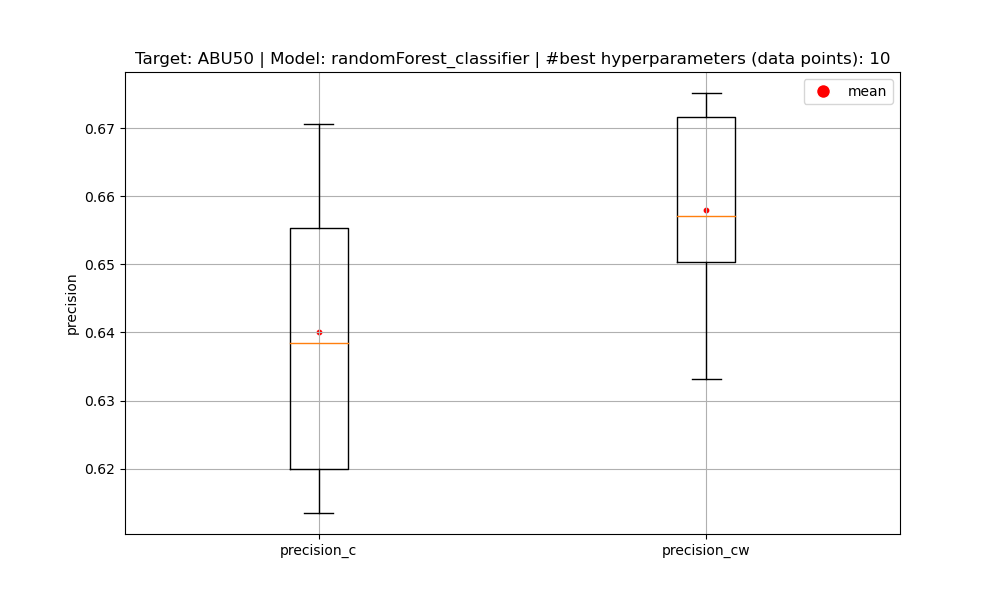 Target: ABU50 | Model: randomForest_classifier | #best hyperparameters (data points): 10
mean
0.67
0.66
0.65
0.64
0.63
0.62
precision
precision_c
precision_cw